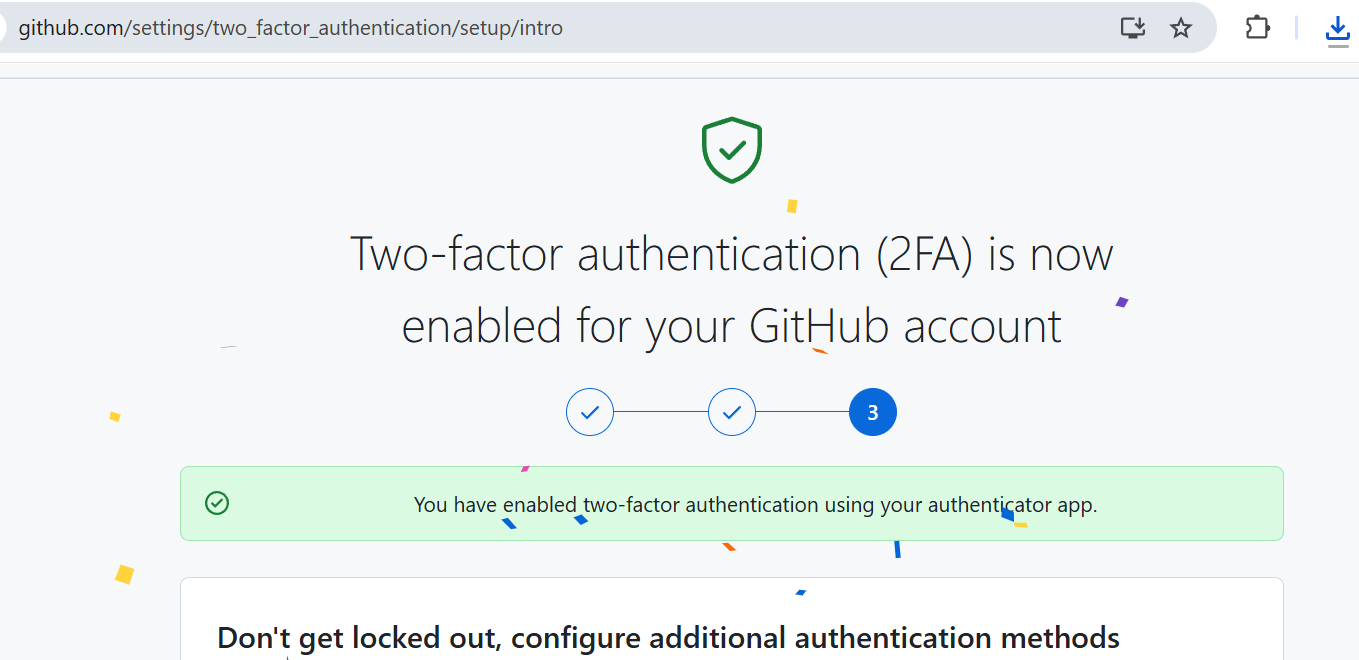 github.com/settings/two_factor_authentication/setup/intro
Two-factor authentication (2FA) is now
enabled for your GitHub account
3
You have enabled two-factor authentication using your authenticator app.
Don't get locked out, configure additional authentication methods